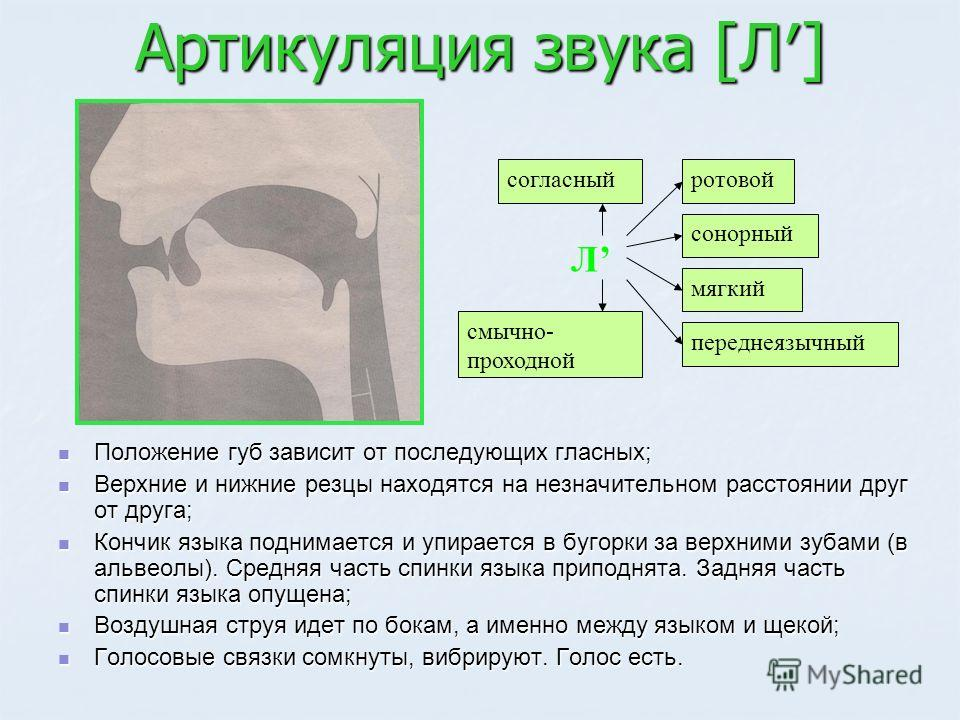 Артикуляция звука [Л′]
согласный
ротовой
сонорный
Л’
мягкий
смычно-
проходной
переднеязычный
Положение губ зависит от последующих гласных;
Верхние и нижние резцы находятся на незначительном расстоянии друг
от друга;
Кончик языка поднимается и упирается в бугорки за верхними зубами (в
альвеолы). Средняя часть спинки языка приподнята. Задняя часть
спинки языка опущена;
Воздушная струя идет по бокам, а именно между языком и щекой;
Голосовые связки сомкнуты, вибрируют. Голос есть.
MyShared